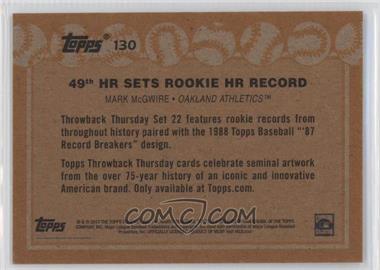 Topps® 130
49th HR SETS ROOKIE HR RECORD
MARK McGWIRE • OAKLAND ATHLETICS™
Throwback Thursday Set 22 features rookie records from
throughout history paired with the 1988 Topps Baseball "'87
Record Breakers" design.
Topps Throwback Thursday cards celebrate seminal artwork
from the over 75-year history of an iconic and innovative
American brand. Only available at Topps.com.
Topps